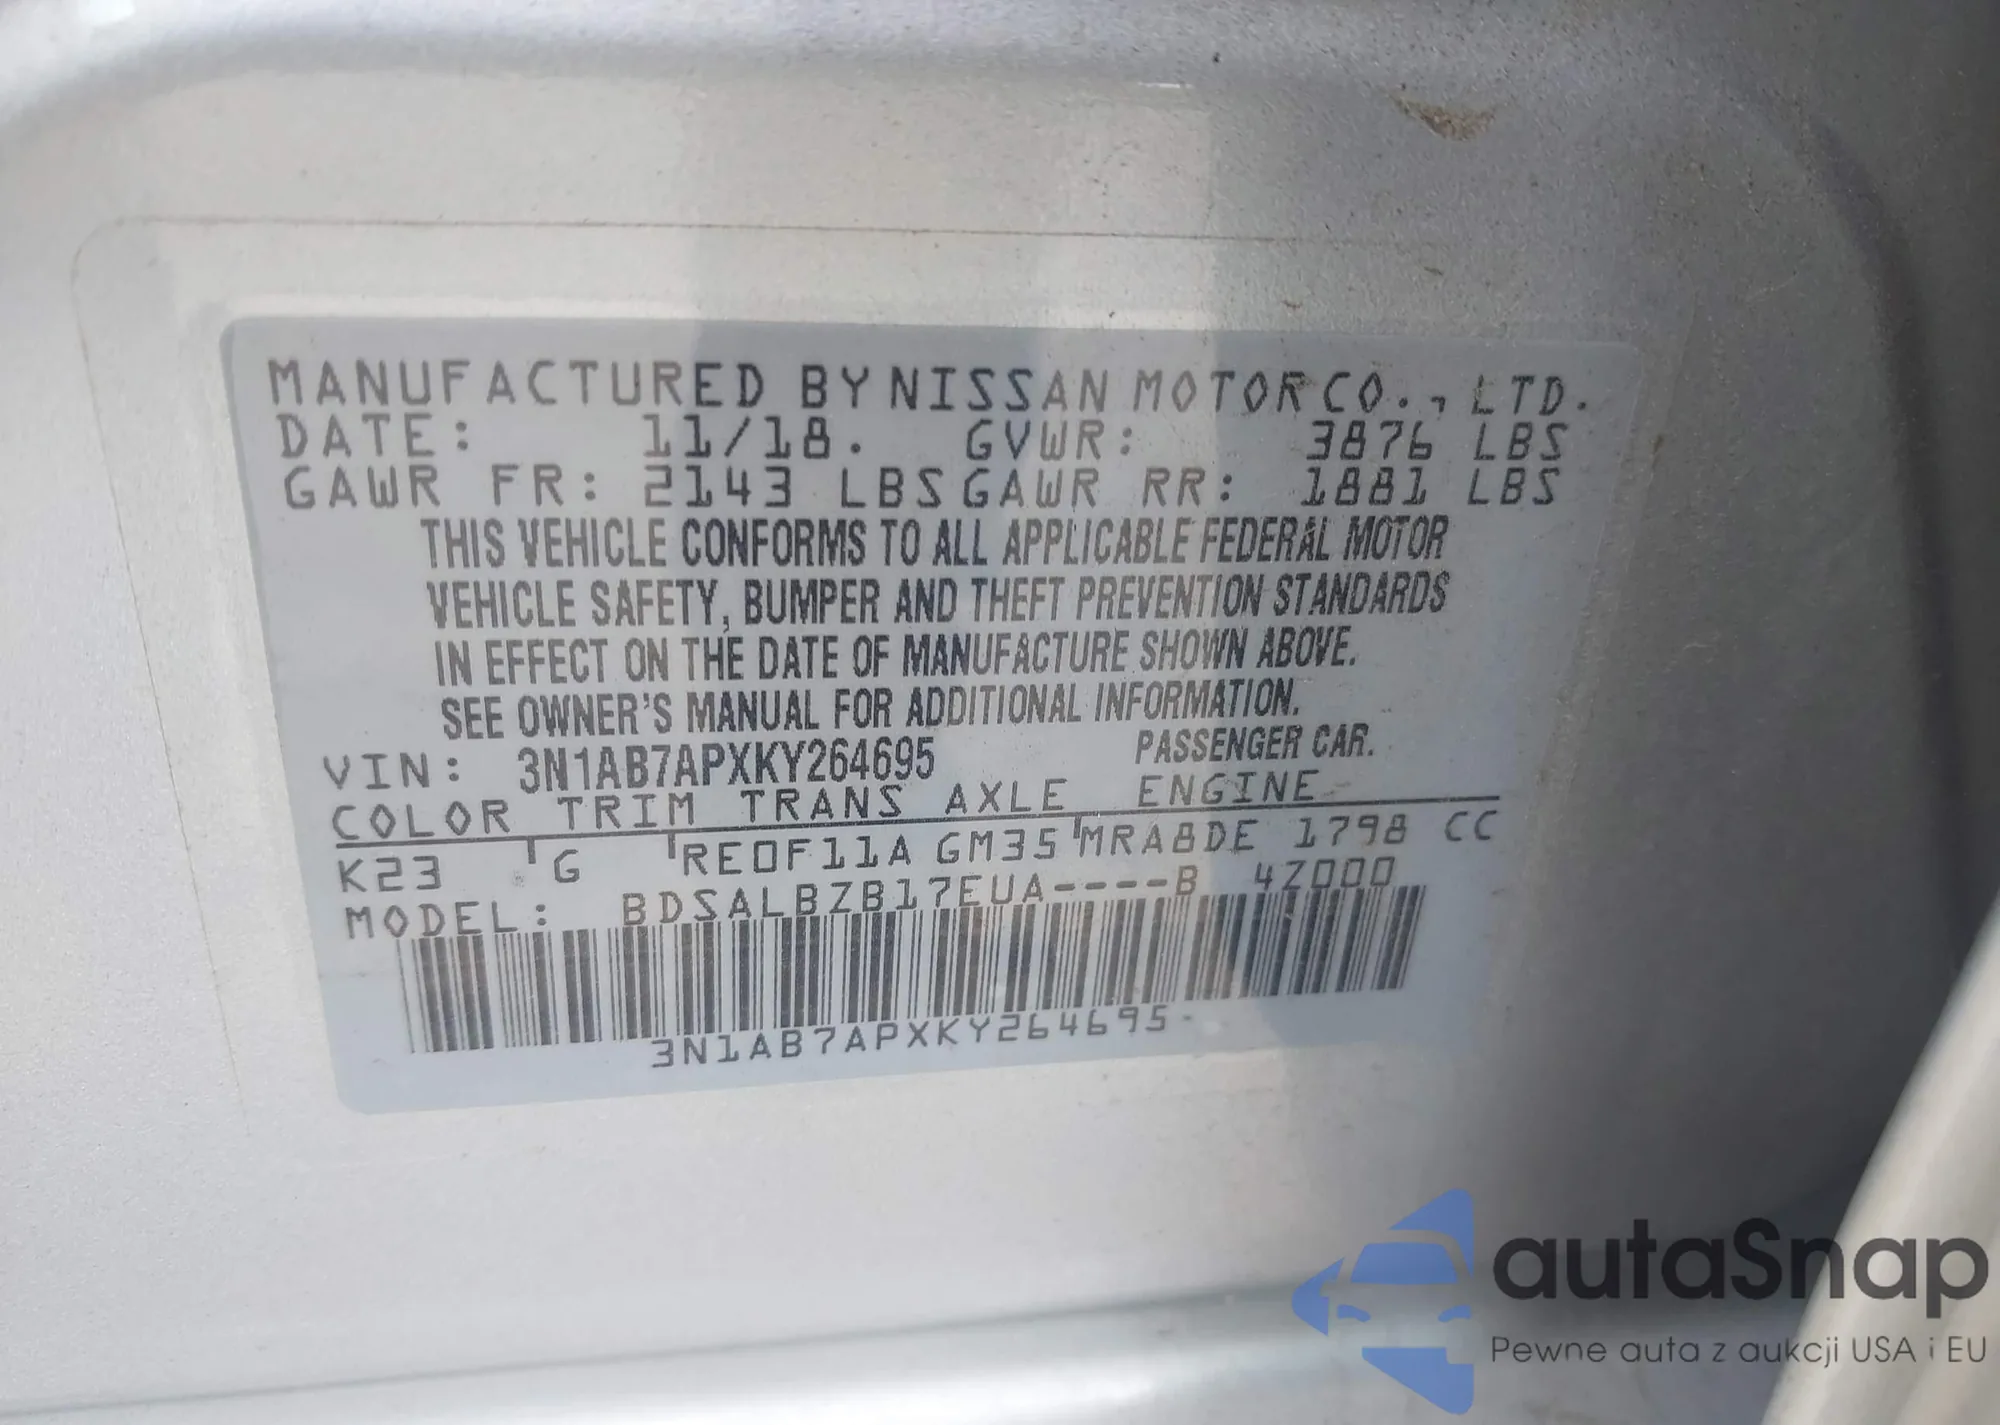 MANUFACTURED BY NISSAN MOTOR CO., LTD.
DATE: 11/18. GVWR: 3876 LBS
GAWR FR: 2143 LBS GAWR RR: 1881 LBS
THIS VEHICLE CONFORMS TO ALL APPLICABLE FEDERAL MOTOR
VEHICLE SAFETY, BUMPER AND THEFT PREVENTION STANDARDS
IN EFFECT ON THE DATE OF MANUFACTURE SHOWN ABOVE.
SEE OWNER'S MANUAL FOR ADDITIONAL INFORMATION.
VIN: 3N1AB7APXKY264695 PASSENGER CAR.
COLOR TRIM TRANS AXLE ENGINE
K23 G RE0F11A GM35 MRA8DE 1798 CC
MODEL: BDSALBZB17EUA----B 4Z000
3N1AB7APXKY264695
autaSnap
Pewne auta z aukcji USA i EU